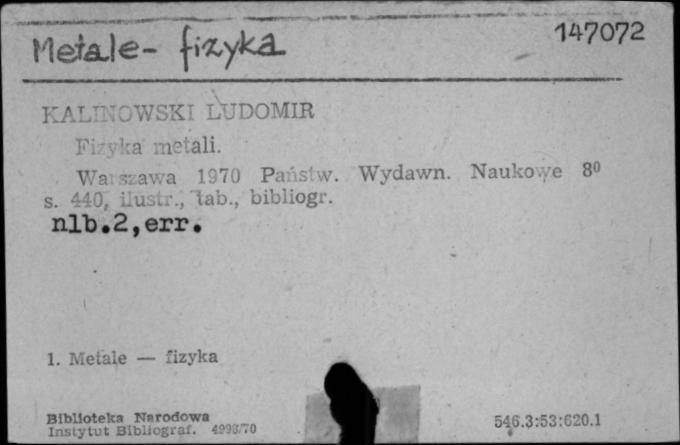 Metale- fizyka
147072
KALINOWSKI LUDOMIR
Fizyka metali.
Warszawa 1970 Państw. Wydawn. Naukowe 8⁰
s. 440, ilustr., tab., bibliogr.
nlb.2,err.
1. Metale — fizyka
Biblioteka Narodowa
Instytut Bibliograf. 4998/70
546.3:53:620.1